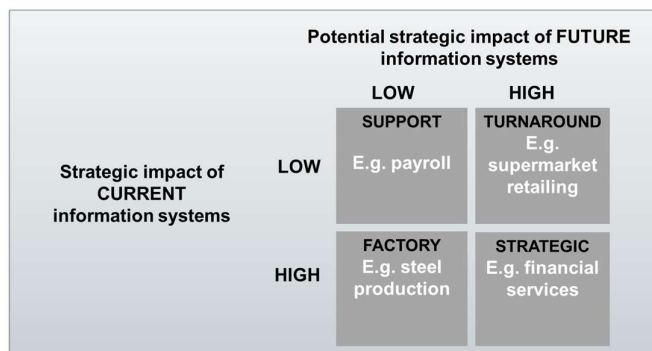 Potential strategic impact of FUTURE
information systems
LOW HIGH
SUPPORT
E.g. payroll
TURNAROUND
E.g.
supermarket
retailing
Strategic impact of
CURRENT
information systems
LOW
FACTORY
E.g. steel
production
STRATEGIC
E.g. financial
services
HIGH